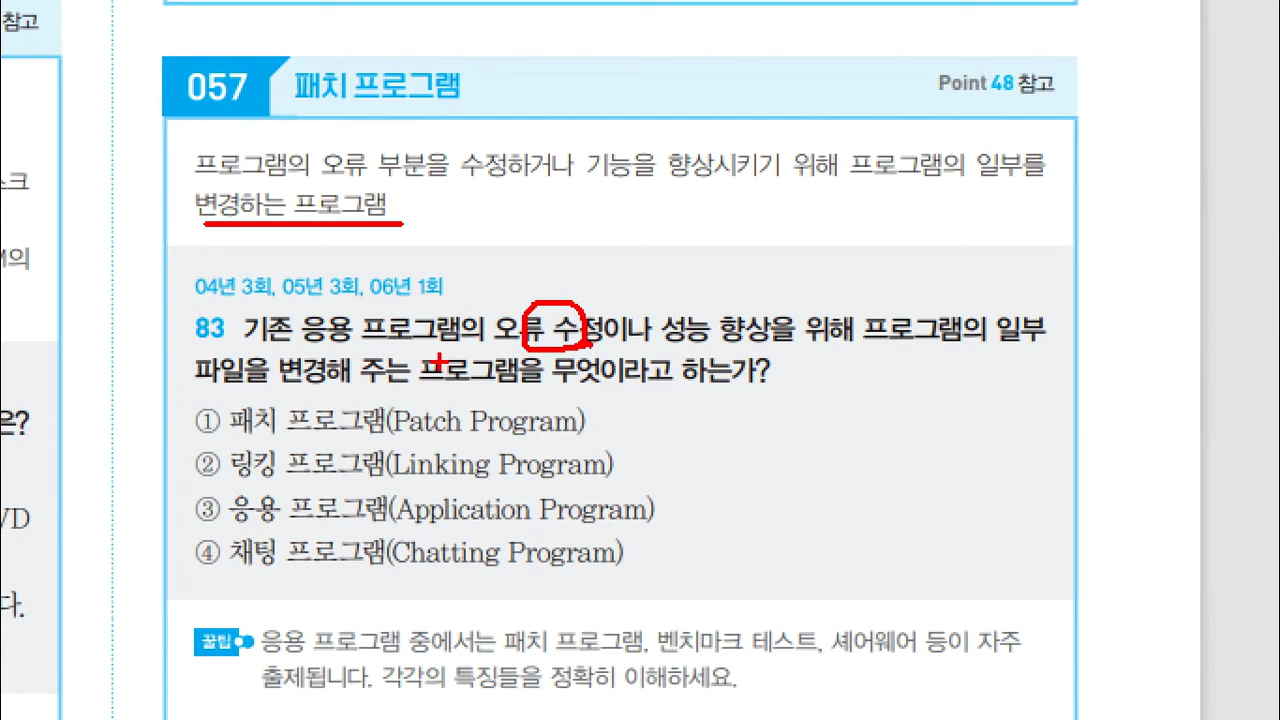 참고
057 패치 프로그램 Point 48 참고
프로그램의 오류 부분을 수정하거나 기능을 향상시키기 위해 프로그램의 일부를
변경하는 프로그램
04년 3회, 05년 3회, 06년 1회
83 기존 응용 프로그램의 오류 수정이나 성능 향상을 위해 프로그램의 일부
파일을 변경해 주는 프로그램을 무엇이라고 하는가?
① 패치 프로그램(Patch Program)
② 링킹 프로그램(Linking Program)
③ 응용 프로그램(Application Program)
④ 채팅 프로그램(Chatting Program)
꿀팁 응용 프로그램 중에서는 패치 프로그램, 벤치마크 테스트, 셰어웨어 등이 자주
출제됩니다. 각각의 특징들을 정확히 이해하세요.